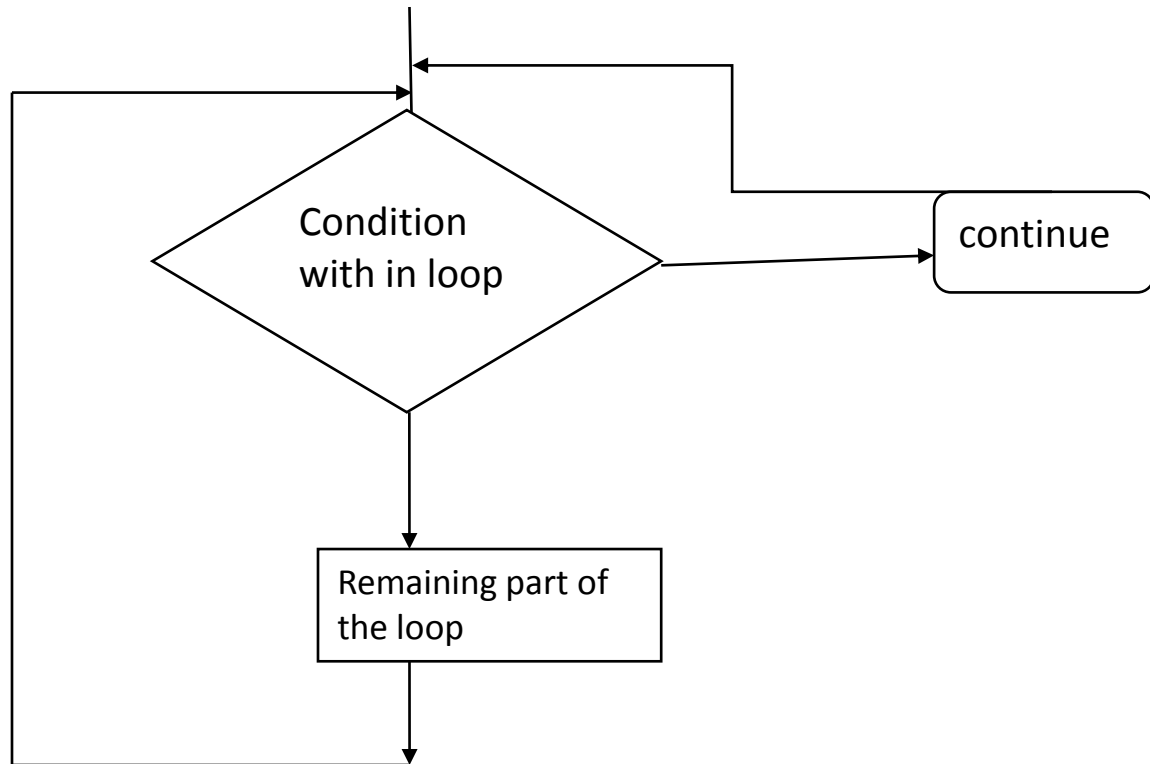 Condition
with in loop
continue
Remaining part of
the loop